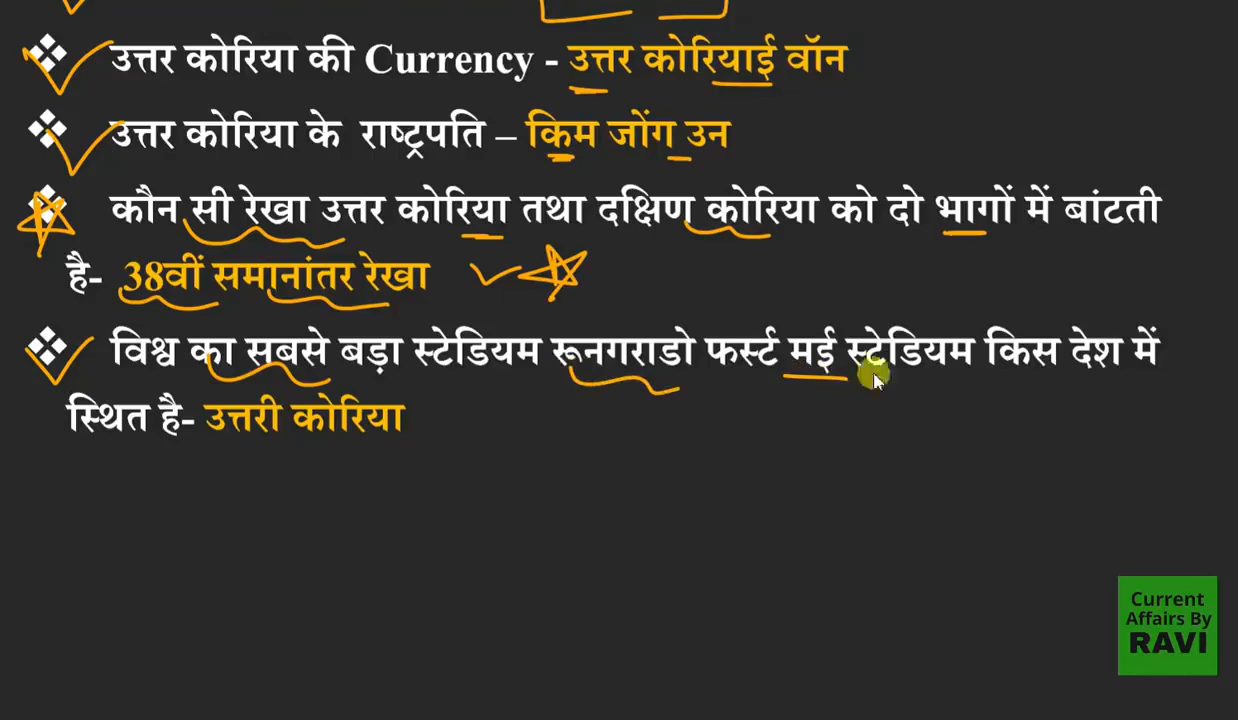 ❖ उत्तर कोरिया की Currency - उत्तर कोरियाई वॉन
❖ उत्तर कोरिया के राष्ट्रपति – किम जोंग उन
❖ कौन सी रेखा उत्तर कोरिया तथा दक्षिण कोरिया को दो भागों में बांटती
है- 38वीं समानांतर रेखा
❖ विश्व का सबसे बड़ा स्टेडियम रूनगराडो फर्स्ट मई स्टेडियम किस देश में
स्थित है- उत्तरी कोरिया
Current
Affairs By
RAVI